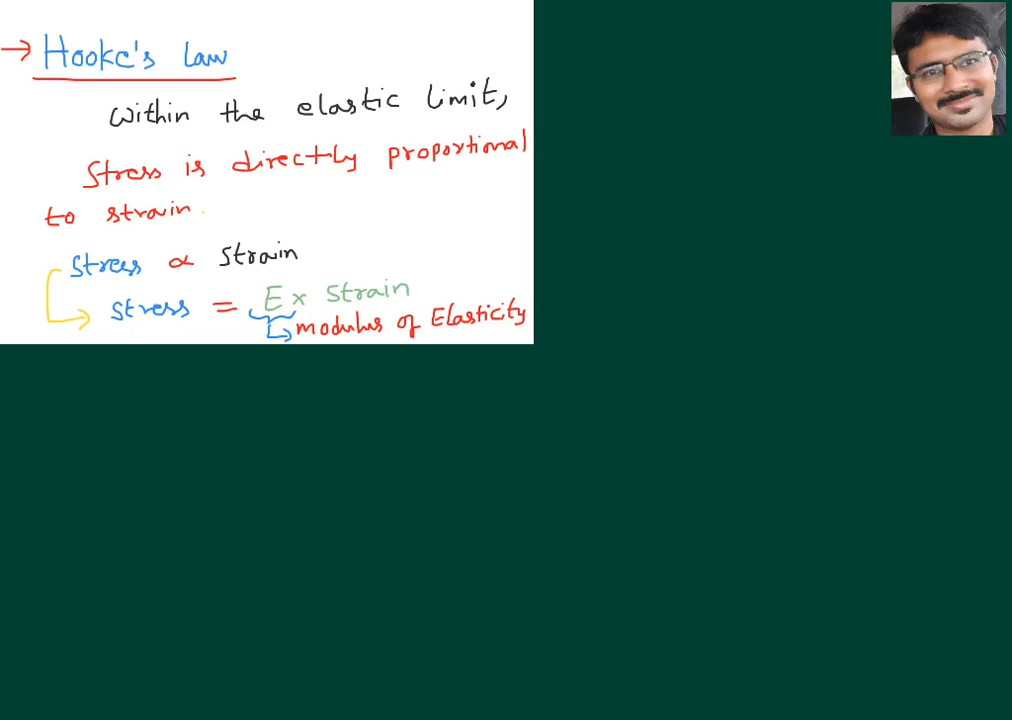 → Hooke's law
Within the elastic limit,
Stress is directly proportional
to strain.
Stress ∝ Strain
Stress = E x Strain
modulus of Elasticity